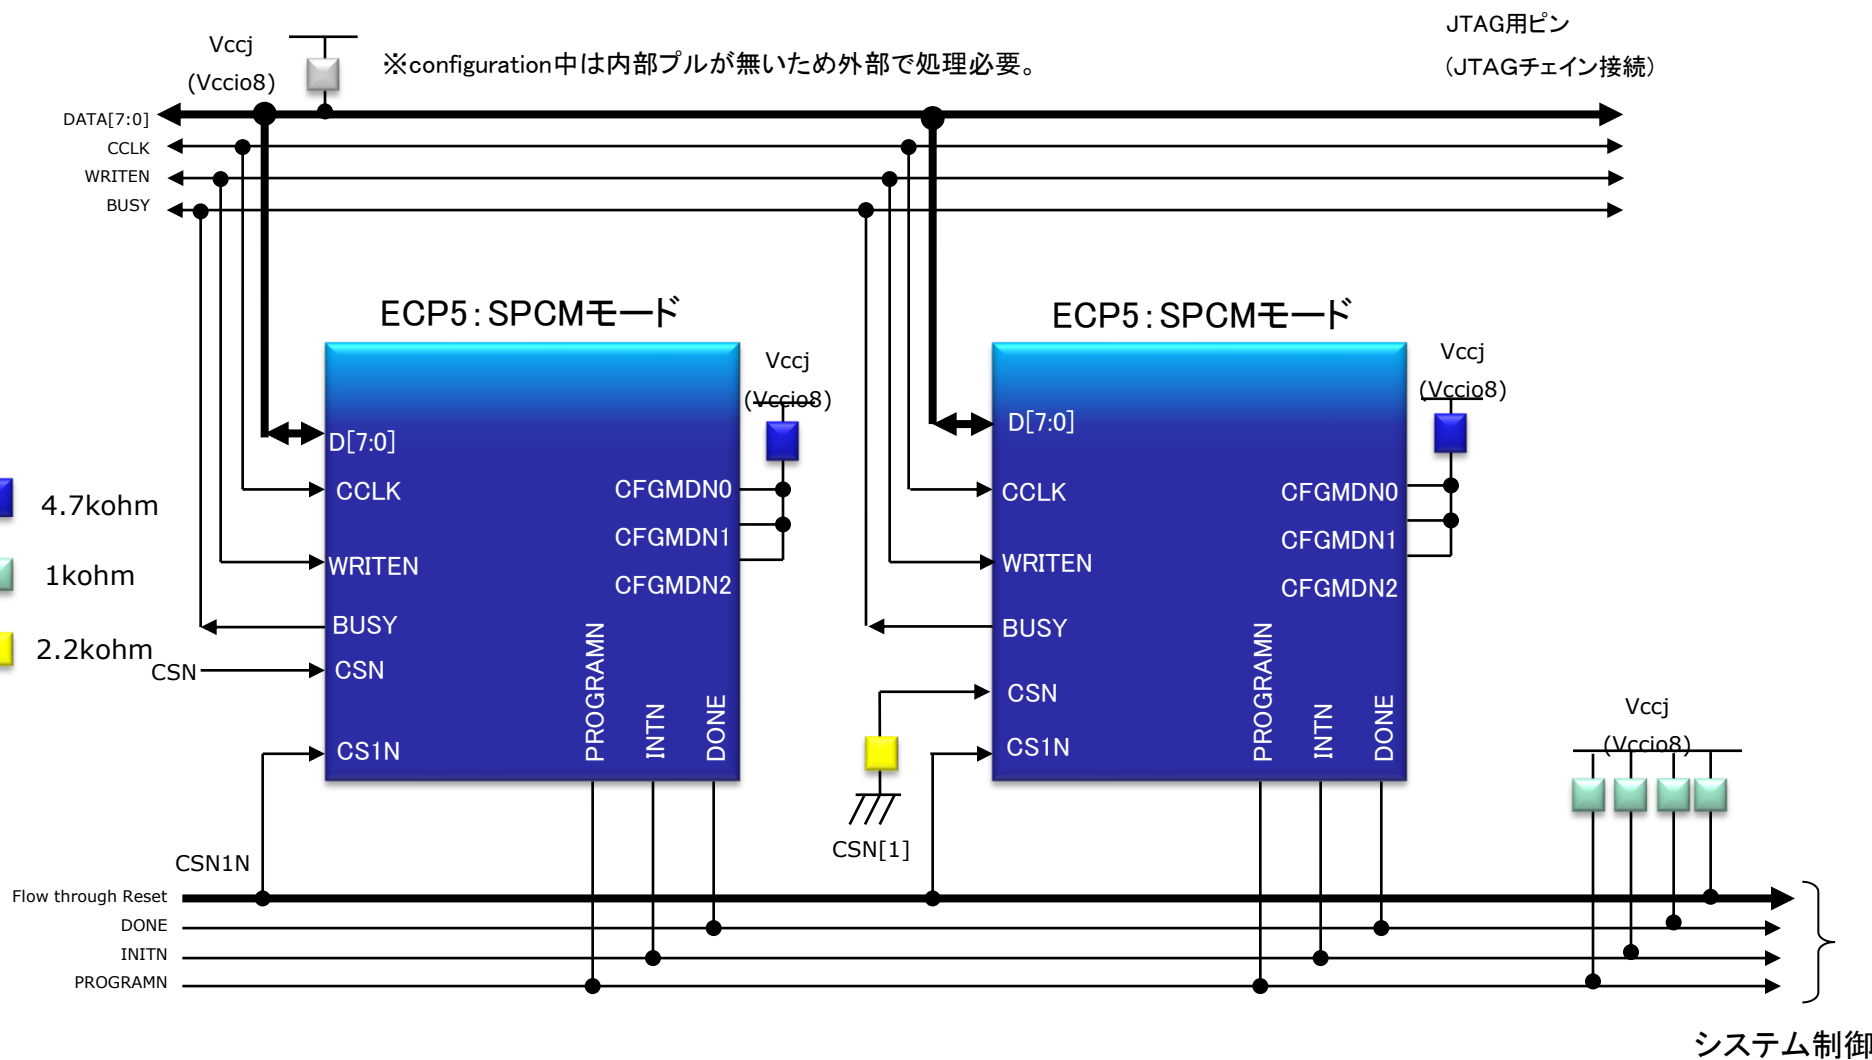 JTAG用ピン
(JTAGチェイン接続)
Vccj
(Vccio8)
※configuration中は内部プルが無いため外部で処理必要。
DATA[7:0]
CCLK
WRITEN
BUSY
ECP5:SPCMモード
ECP5:SPCMモード
Vccj
(Vccio8)
Vccj
(Vccio8)
D[7:0]
CCLK
WRITEN
BUSY
CSN
CS1N
CFGMDN0
CFGMDN1
CFGMDN2
PROGRAMN
INTN
DONE
D[7:0]
CCLK
WRITEN
BUSY
CSN
CS1N
CFGMDN0
CFGMDN1
CFGMDN2
PROGRAMN
INTN
DONE
4.7kohm
1kohm
2.2kohm
CSN
Vccj
(Vccio8)
CSN[1]
CSN1N
Flow through Reset
DONE
INITN
PROGRAMN
システム制御